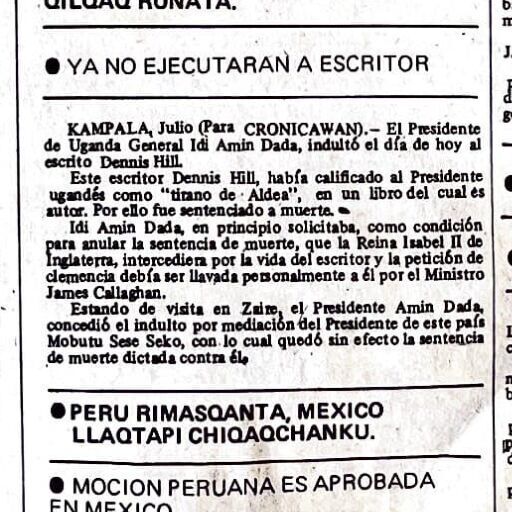 QILQAQ RUNATA.
● YA NO EJECUTARAN A ESCRITOR
KAMPALA, Julio (Para CRONICAWAN).– El Presidente
de Uganda General Idi Amin Dada, indultó el día de hoy al
escrito Dennis Hill.
Este escritor Dennis Hill, había calificado al Presidente
ugandés como "tirano de Aldea", en un libro del cual es
autor. Por ello fue sentenciado a muerte.
Idi Amin Dada, en principio solicitaba, como condición
para anular la sentencia de muerte, que la Reina Isabel II de
Inglaterra, intercediera por la vida del escritor y la petición de
clemencia debía ser llavada personalmente a él por el Ministro
James Callaghan.
Estando de visita en Zaire, el Presidente Amin Dada,
concedió el indulto por mediación del Presidente de este país
Mobutu Sese Seko, con lo cual quedó sin efecto la sentencia
de muerte dictada contra él,
● PERU RIMASQANTA, MEXICO
LLAQTAPI CHIQAQCHANKU.
● MOCION PERUANA ES APROBADA
EN MEXICO